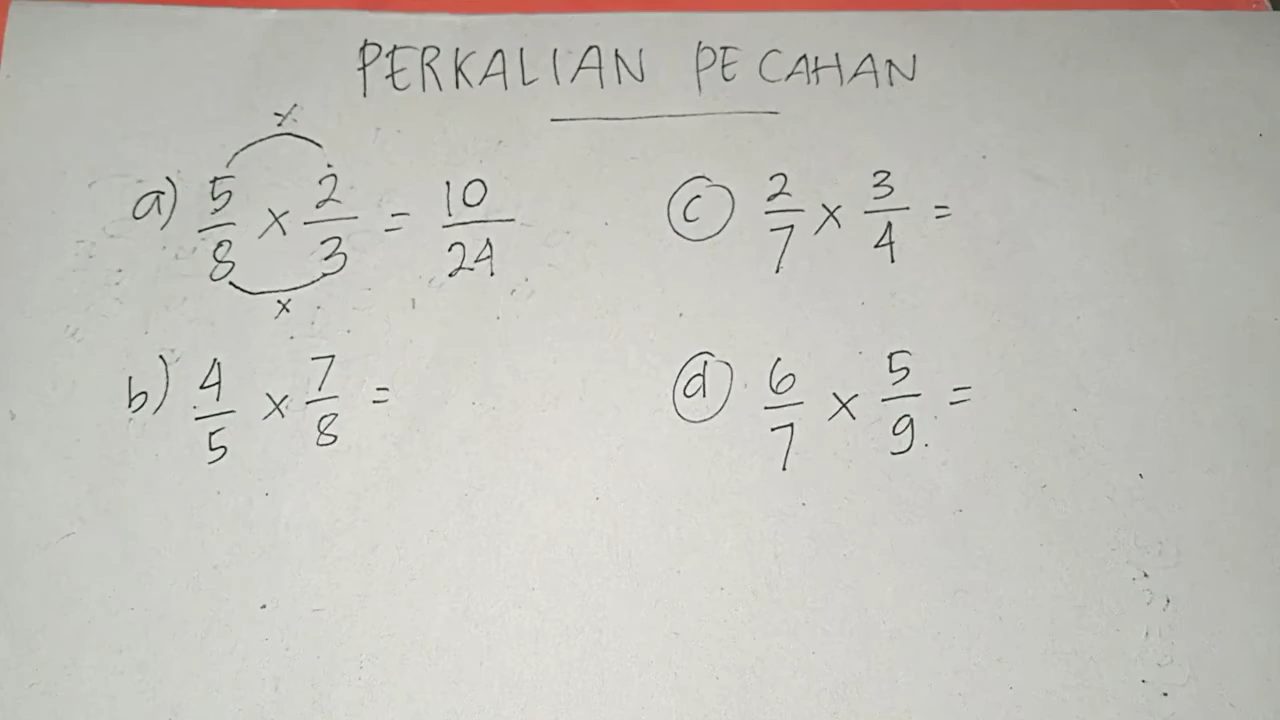 PERKALIAN PECAHAN
a) 5/8 × 2/3 = 10/24
×
×
b) 4/5 × 7/8 =
c) 2/7 × 3/4 =
d) 6/7 × 5/9 =